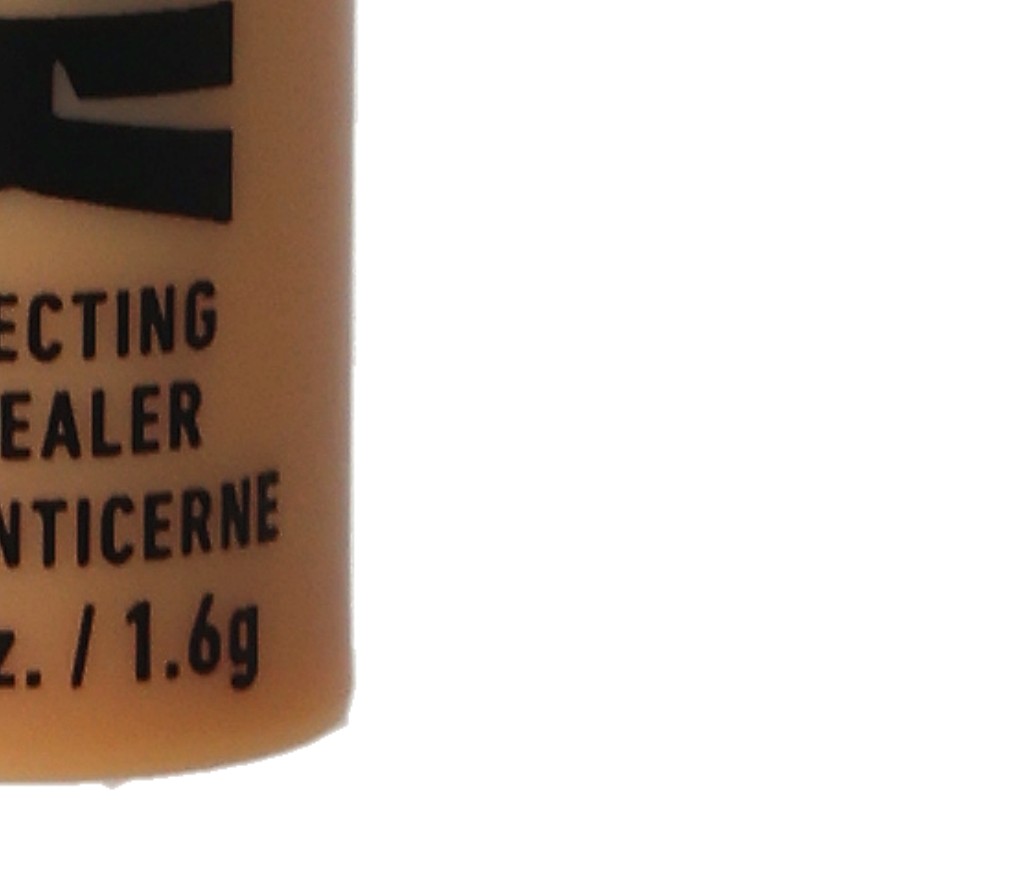 ECTING
EALER
NTICERNE
z. / 1.6g